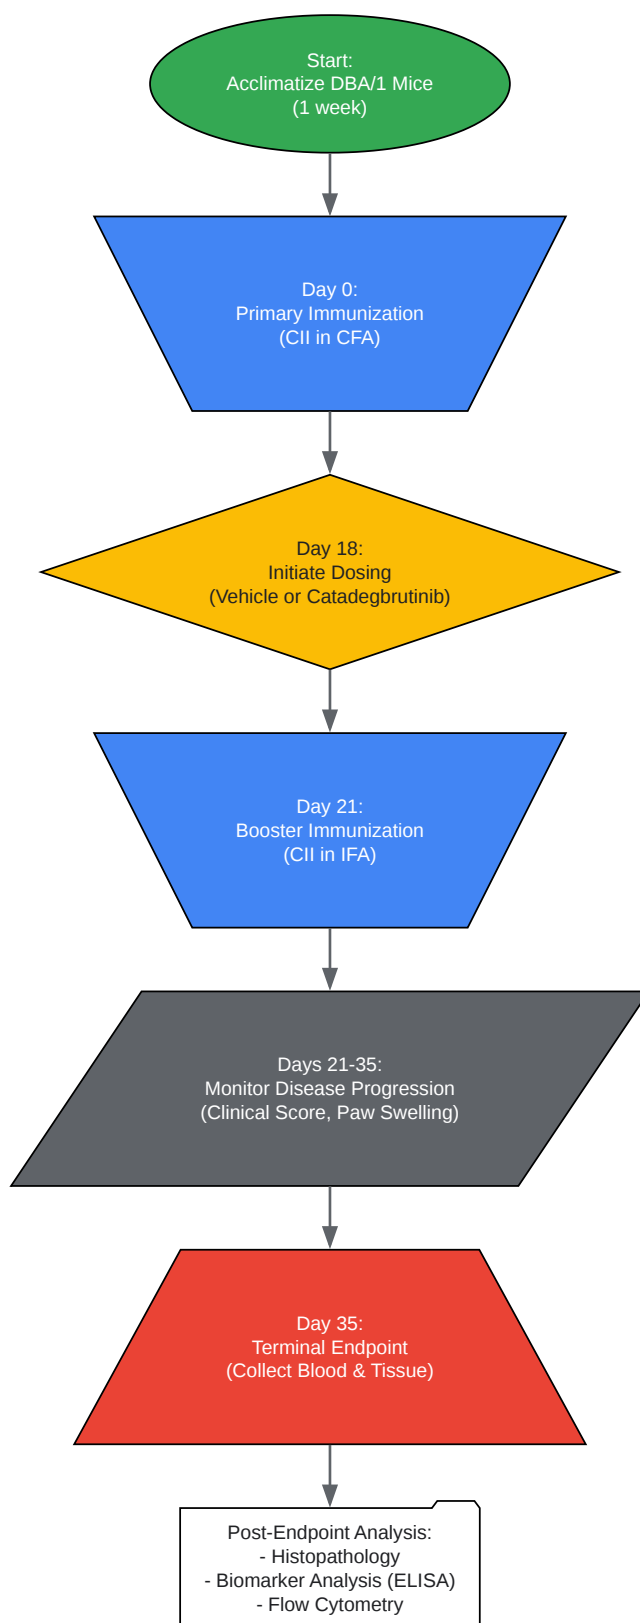 Start:
Acclimatize DBA/1 Mice
(1 week)
Day 0:
Primary Immunization
(CII in CFA)
Day 18:
Initiate Dosing
(Vehicle or Catadegbrutinib)
Day 21:
Booster Immunization
(CII in IFA)
Days 21-35:
Monitor Disease Progression
(Clinical Score, Paw Swelling)
Day 35:
Terminal Endpoint
(Collect Blood & Tissue)
Post-Endpoint Analysis:
- Histopathology
- Biomarker Analysis (ELISA)
- Flow Cytometry